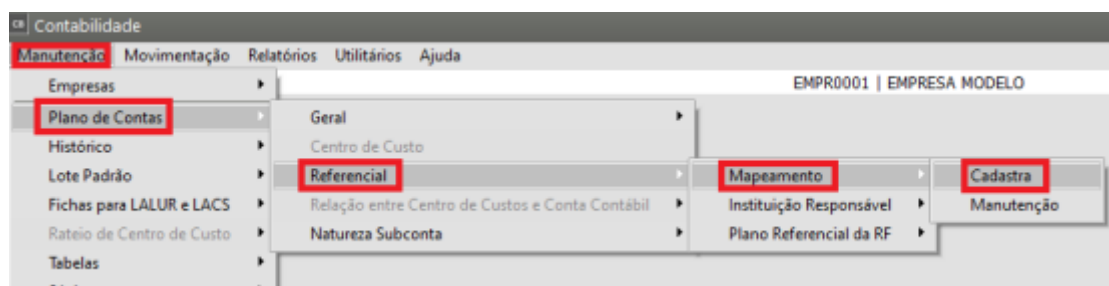 CB Contabilidade
Manutenção Movimentação Relatórios Utilitários Ajuda
Empresas EMPR0001 | EMPRESA MODELO
Plano de Contas Geral
Histórico Centro de Custo
Lote Padrão Referencial Mapeamento Cadastra
Fichas para LALUR e LACS Relação entre Centro de Custos e Conta Contábil Instituição Responsável Manutenção
Rateio de Centro de Custo Natureza Subconta Plano Referencial da RF
Tabelas